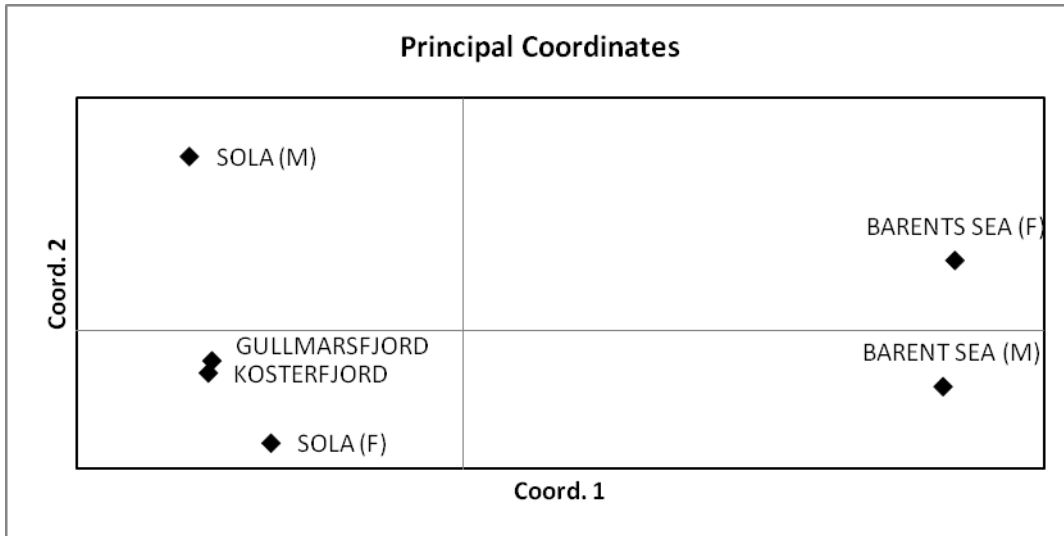 Principal Coordinates
SOLA (M)
BARENTS SEA (F)
Coord. 2
GULLMARSFJORD
BARENT SEA (M)
KOSTERFJORD
SOLA (F)
Coord. 1